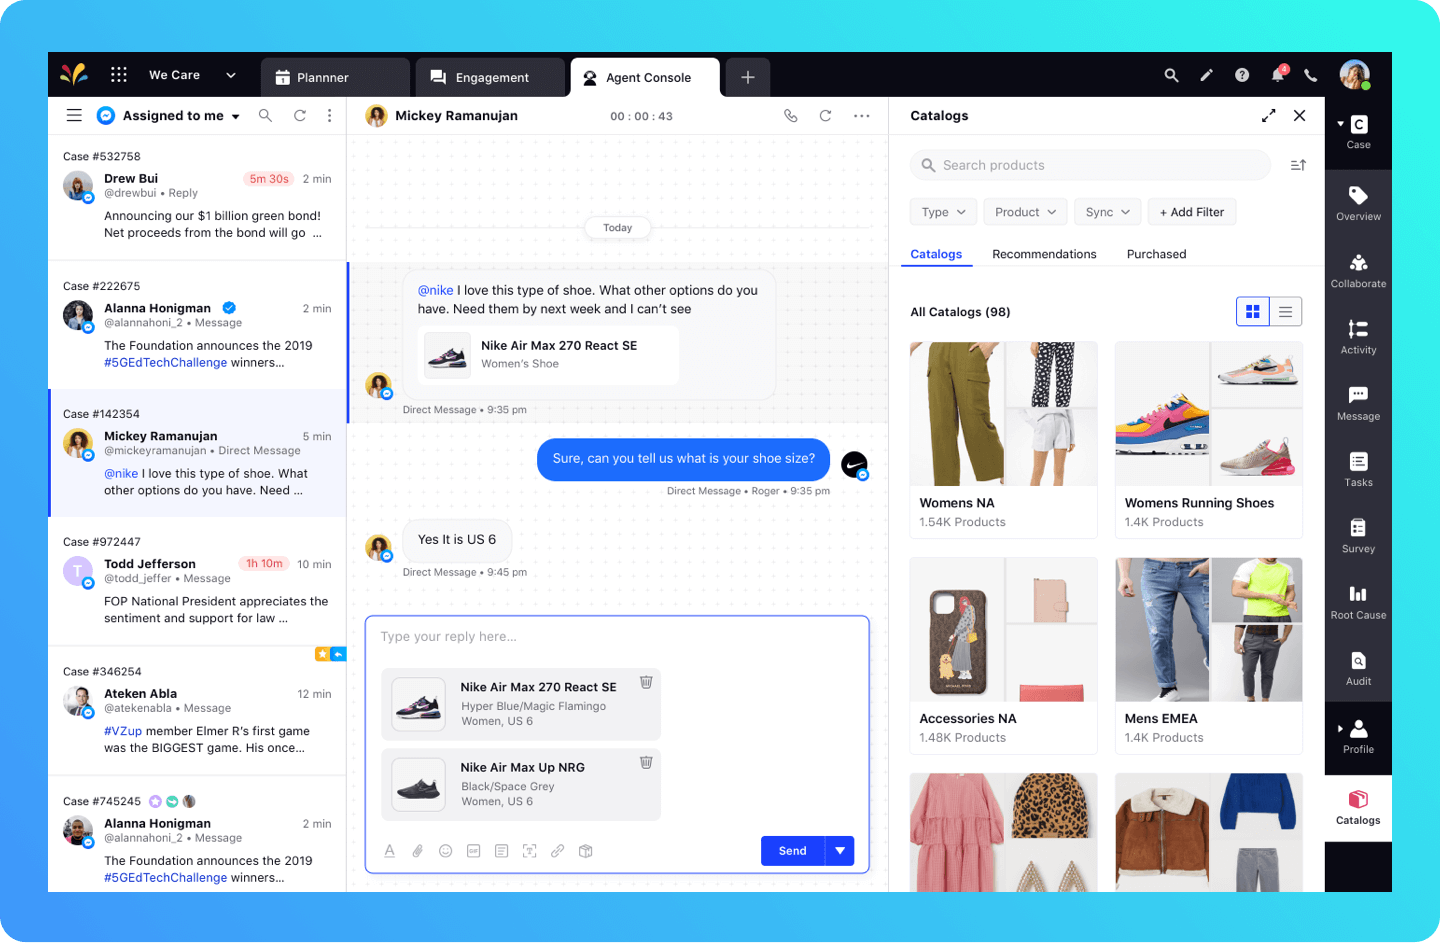 We Care
Plannner
Engagement
Agent Console
4
Assigned to me
Case #532758
Drew Bui
5m 30s
2 min
@drewbui • Reply
Announcing our $1 billion green bond!
Net proceeds from the bond will go ...
Case #222675
Alanna Honigman
2 min
@alannahoni_2 • Message
The Foundation announces the 2019
#5GEdTechChallenge winners...
Case #142354
Mickey Ramanujan
5 min
@mickeyramanujan • Direct Message
@nike I love this type of shoe. What
other options do you have. Need ...
Case #972447
T
Todd Jefferson
1h 10m
10 min
@todd_jeffer • Message
FOP National President appreciates the
sentiment and support for law ...
Case #346254
Ateken Abla
12 min
@atekenabla • Message
#VZup member Elmer R's first game
was the BIGGEST game. His once...
Case #745245
Alanna Honigman
2 min
@alannahoni_2 • Message
The Foundation announces the 2019
#5GEdTechChallenge winners...
Mickey Ramanujan
00 : 00 : 43
Today
@nike I love this type of shoe. What other options do you
have. Need them by next week and I can't see
Nike Air Max 270 React SE
Women's Shoe
Direct Message • 9:35 pm
Sure, can you tell us what is your shoe size?
Direct Message • Roger • 9:35 pm
Yes It is US 6
Direct Message • 9:45 pm
Type your reply here...
Nike Air Max 270 React SE
Hyper Blue/Magic Flamingo
Women, US 6
Nike Air Max Up NRG
Black/Space Grey
Women, US 6
A
GIF
Send
Catalogs
Search products
Type
Product
Sync
+ Add Filter
Catalogs
Recommendations
Purchased
All Catalogs (98)
Womens NA
1.54K Products
Womens Running Shoes
1.4K Products
MICHAEL KORS
Accessories NA
1.48K Products
Mens EMEA
1.4K Products
C
Case
Overview
Collaborate
Activity
Message
Tasks
Survey
Root Cause
Audit
Profile
Catalogs